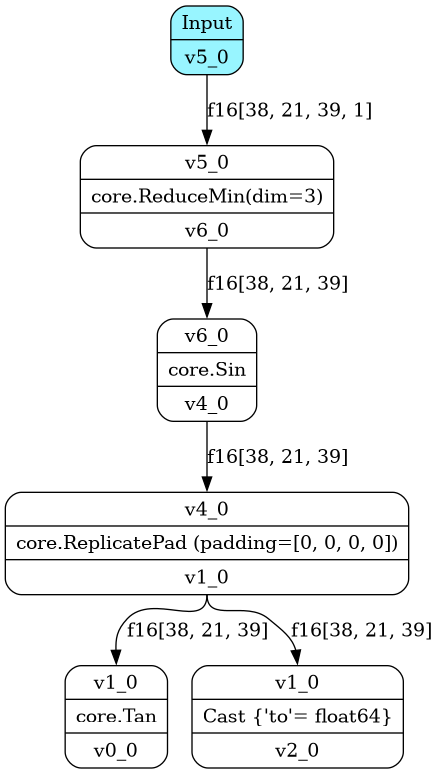 Input
v5_0
f16[38, 21, 39, 1]
v5_0
core.ReduceMin(dim=3)
v6_0
f16[38, 21, 39]
v6_0
core.Sin
v4_0
f16[38, 21, 39]
v4_0
core.ReplicatePad (padding=[0, 0, 0, 0])
v1_0
f16[38, 21, 39]
f16[38, 21, 39]
v1_0
core.Tan
v0_0
v1_0
Cast {'to'= float64}
v2_0